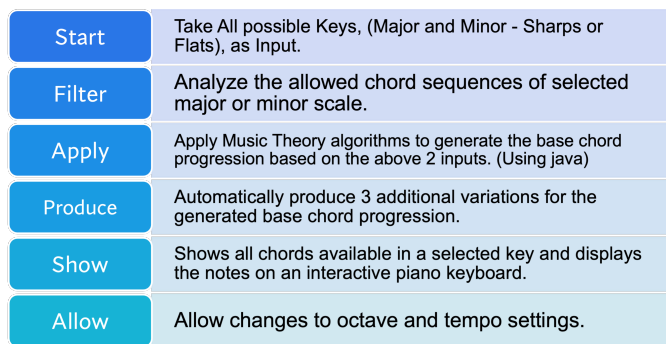 Start
Take All possible Keys, (Major and Minor - Sharps or
Flats), as Input.
Filter
Analyze the allowed chord sequences of selected
major or minor scale.
Apply
Apply Music Theory algorithms to generate the base chord
progression based on the above 2 inputs. (Using java)
Produce
Automatically produce 3 additional variations for the
generated base chord progression.
Show
Shows all chords available in a selected key and displays
the notes on an interactive piano keyboard.
Allow
Allow changes to octave and tempo settings.